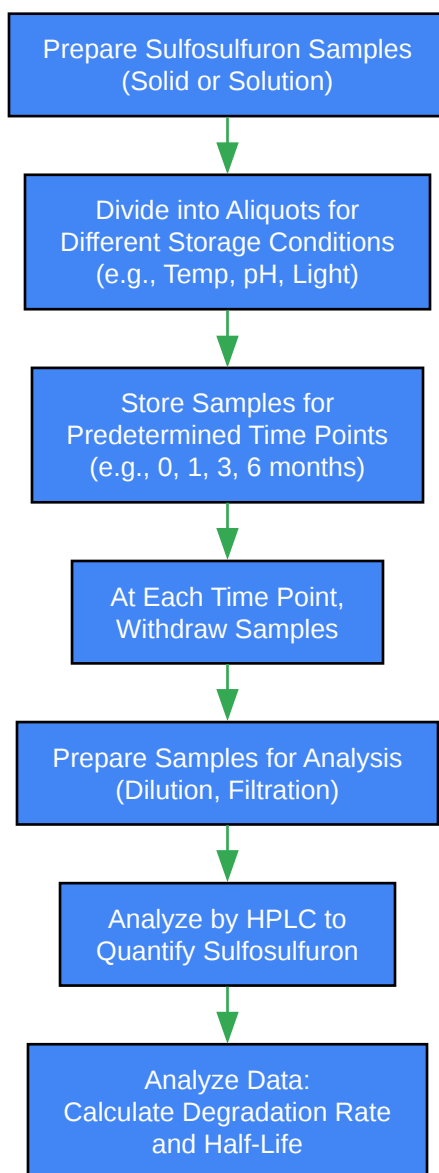 Prepare Sulfosulfuron Samples
(Solid or Solution)
Divide into Aliquots for
Different Storage Conditions
(e.g., Temp, pH, Light)
Store Samples for
Predetermined Time Points
(e.g., 0, 1, 3, 6 months)
At Each Time Point,
Withdraw Samples
Prepare Samples for Analysis
(Dilution, Filtration)
Analyze by HPLC to
Quantify Sulfosulfuron
Analyze Data:
Calculate Degradation Rate
and Half-Life